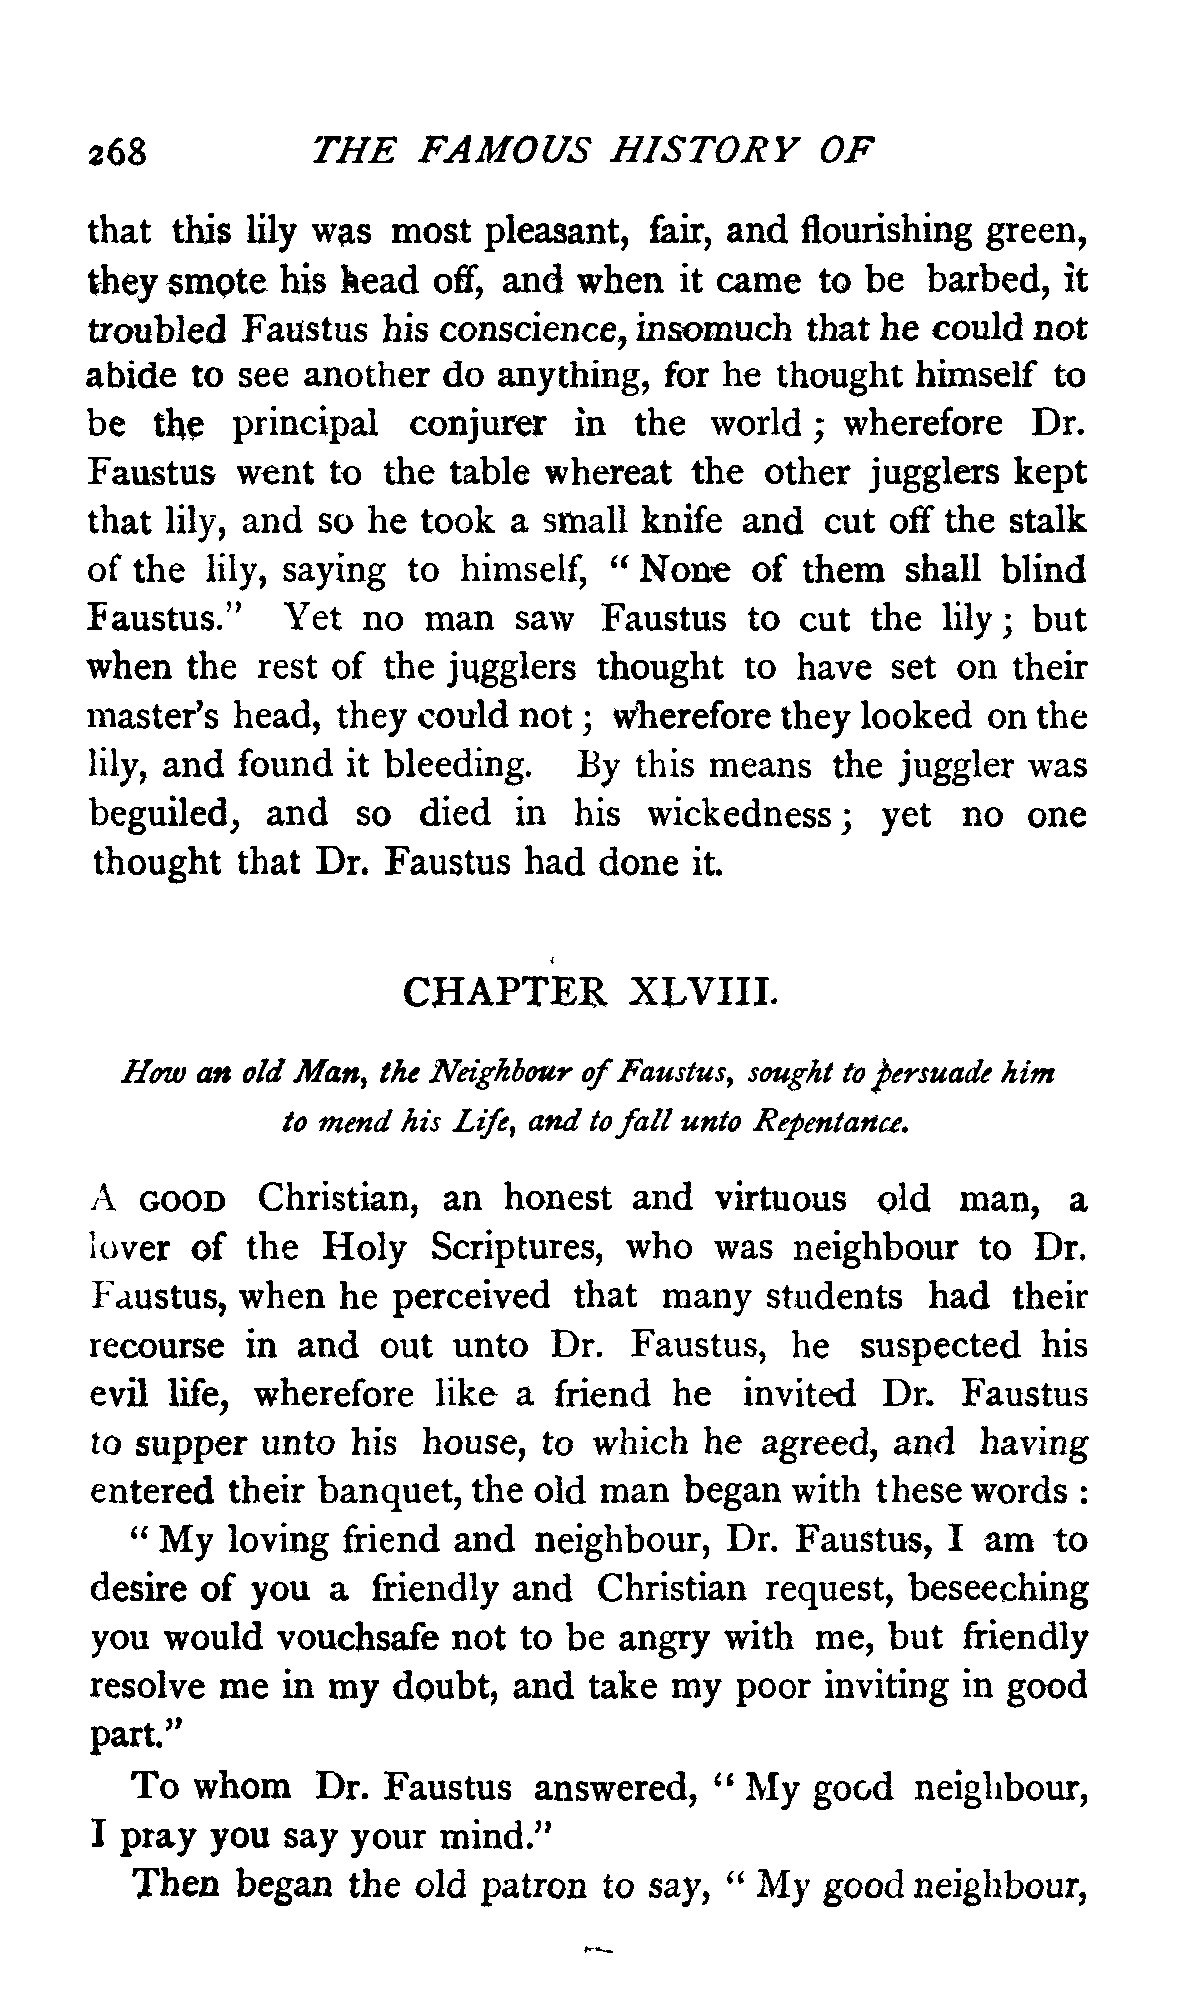 268 THE FAMOUS HISTORY OF
that this lily was most pleasant, fair, and flourishing green,
they smote his head off, and when it came to be barbed, it
troubled Faustus his conscience, insomuch that he could not
abide to see another do anything, for he thought himself to
be the principal conjurer in the world ; wherefore Dr.
Faustus went to the table whereat the other jugglers kept
that lily, and so he took a small knife and cut off the stalk
of the lily, saying to himself, “ None of them shall blind
Faustus.” Yet no man saw Faustus to cut the lily ; but
when the rest of the jugglers thought to have set on their
master’s head, they could not ; wherefore they looked on the
lily, and found it bleeding. By this means the juggler was
beguiled, and so died in his wickedness ; yet no one
thought that Dr. Faustus had done it.
CHAPTER XLVIII.
How an old Man, the Neighbour of Faustus, sought to persuade him
to mend his Life, and to fall unto Repentance.
A GOOD Christian, an honest and virtuous old man, a
lover of the Holy Scriptures, who was neighbour to Dr.
Faustus, when he perceived that many students had their
recourse in and out unto Dr. Faustus, he suspected his
evil life, wherefore like a friend he invited Dr. Faustus
to supper unto his house, to which he agreed, and having
entered their banquet, the old man began with these words :
“ My loving friend and neighbour, Dr. Faustus, I am to
desire of you a friendly and Christian request, beseeching
you would vouchsafe not to be angry with me, but friendly
resolve me in my doubt, and take my poor inviting in good
part.”
To whom Dr. Faustus answered, “ My good neighbour,
I pray you say your mind.”
Then began the old patron to say, “ My good neighbour,